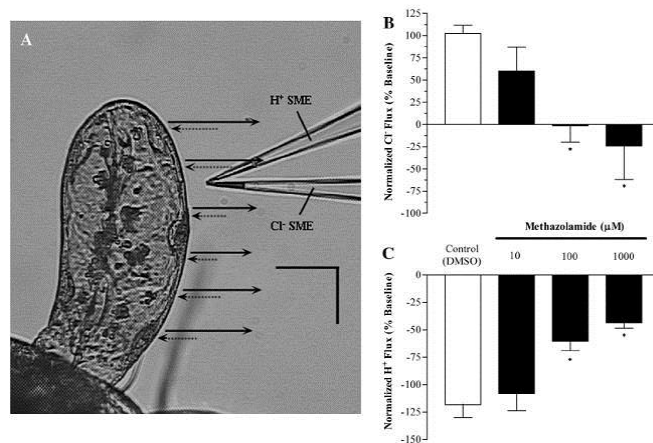 A
H+ SME
Cl- SME
B
Normalized Cl- Flux (% Baseline)
125
100
75
50
25
0
-25
-50
-75
-100
Methazolamide (μM)
Control
(DMSO)
10
100
1000
*
*
C
Normalized H+ Flux (% Baseline)
0
-25
-50
-75
-100
-125
-150
*
*